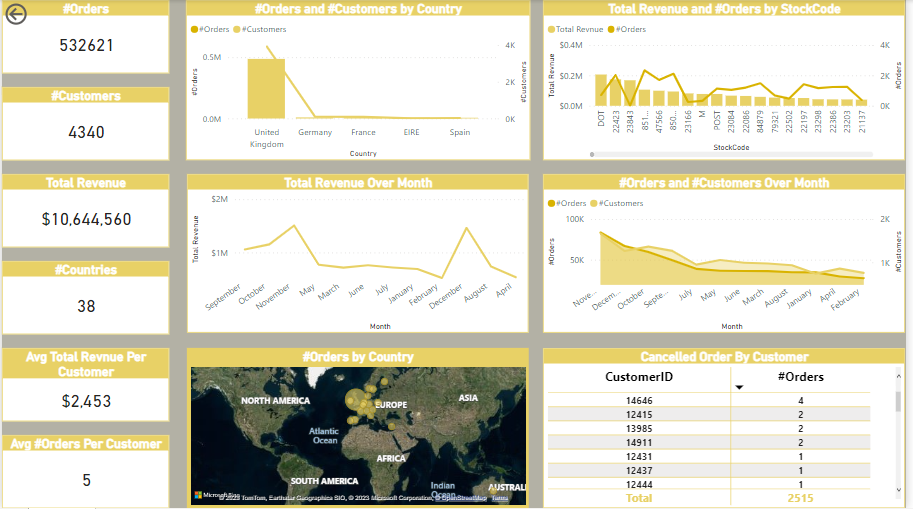 #Orders
532621
#Customers
4340
Total Revenue
$10,644,560
#Countries
38
Avg Total Revnue Per
Customer
$2,453
Avg #Orders Per Customer
5
#Orders and #Customers by Country
#Orders #Customers
0.5M
0.0M
4K
2K
0K
#Orders
#Customers
United
Kingdom
Germany
France
EIRE
Spain
Country
Total Revenue and #Orders by StockCode
Total Revnue #Orders
$0.4M
$0.2M
$0.0M
4K
2K
0K
Total Revnue
#Orders
DOT
22423
23843
851...
47566
850...
23166
M
POST
23084
22086
84879
79321
22502
22197
23298
22386
23203
21137
StockCode
Total Revenue Over Month
$2M
$1M
Total Revenue
September
October
November
May
March
June
July
January
February
December
August
April
Month
#Orders and #Customers Over Month
#Orders #Customers
100K
50K
2K
1K
#Orders
#Customers
Nove...
Decem...
October
Septe...
July
May
June
March
August
January
April
February
Month
#Orders by Country
NORTH AMERICA
EUROPE
ASIA
Atlantic
Ocean
AFRICA
SOUTH AMERICA
Indian
Ocean
AUSTRAL
© 2023 TomTom, Earthstar Geographics SIO, © 2023 Microsoft Corporation, © OpenStreetMap Terms
Cancelled Order By Customer
CustomerID #Orders
14646 4
12415 2
13985 2
14911 2
12431 1
12437 1
12444 1
Total 2515